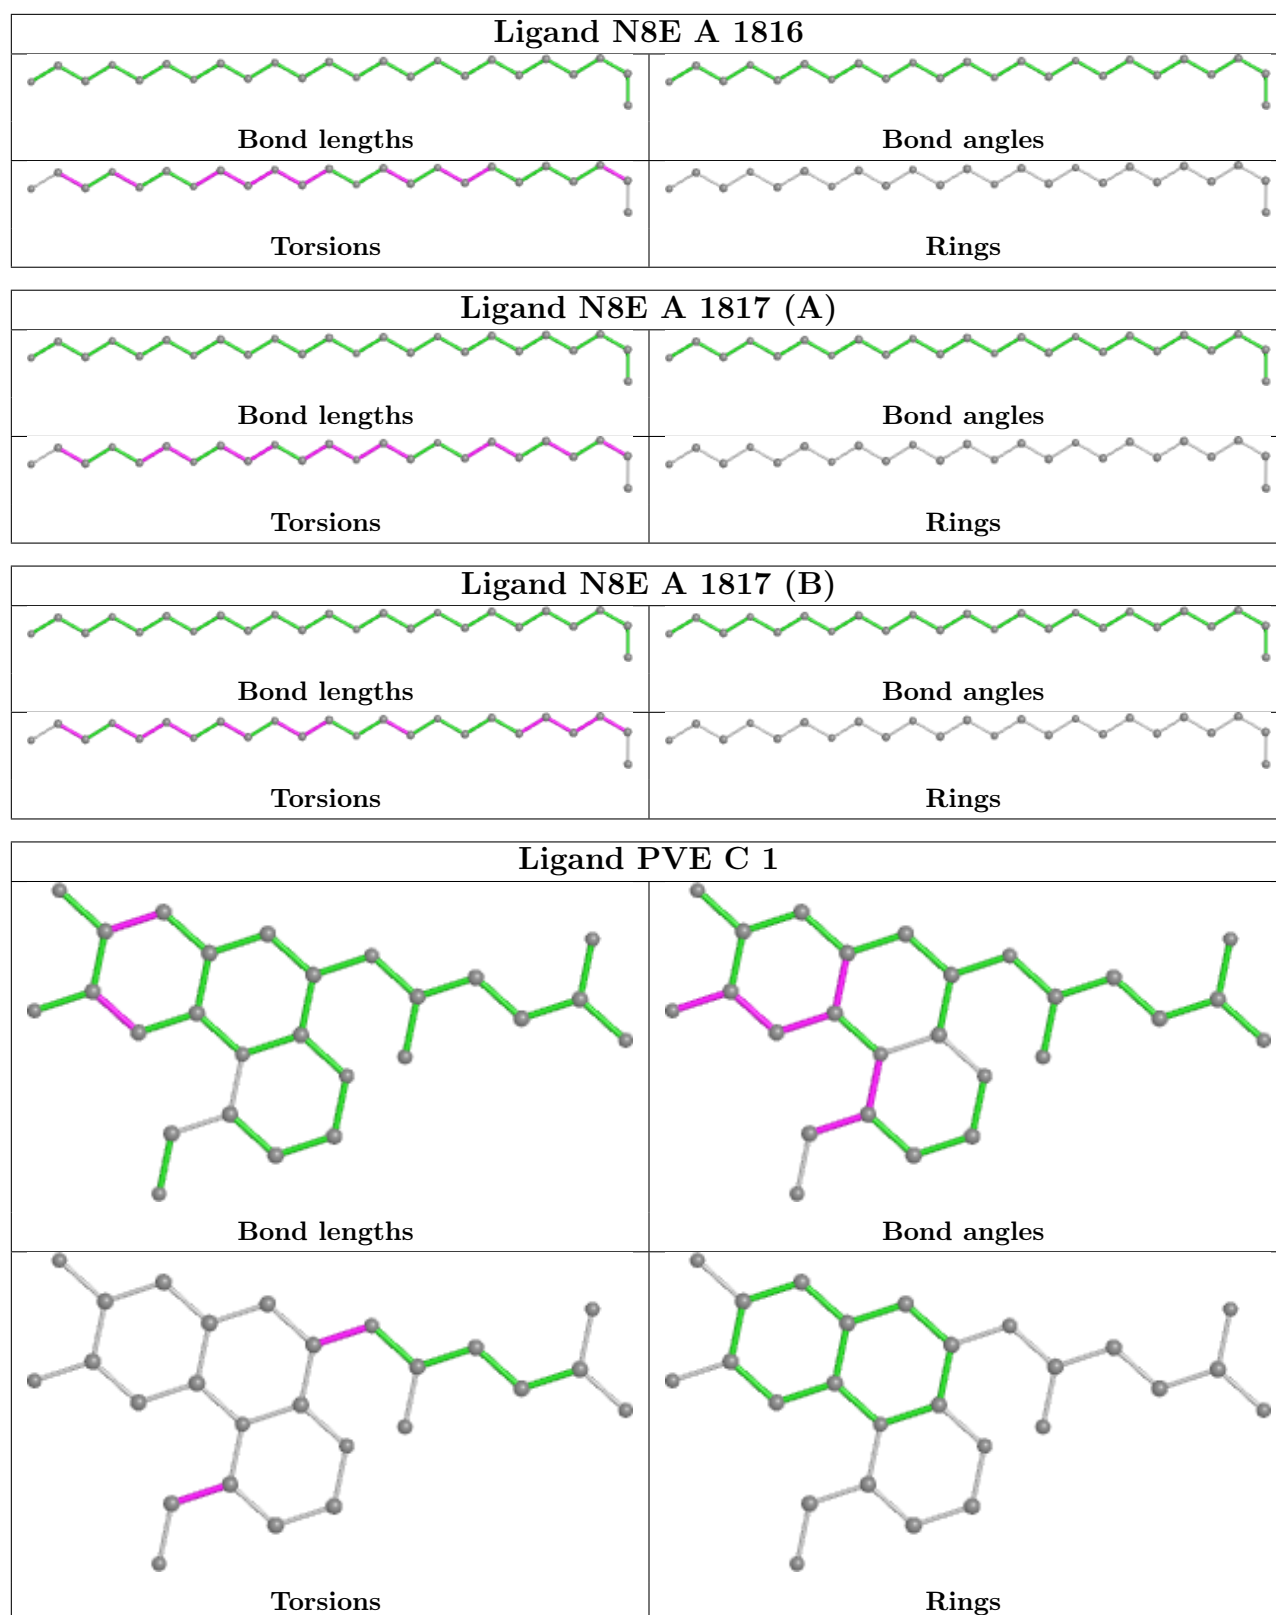 Ligand N8E A 1816
Bond lengths
Bond angles
Torsions
Rings
Ligand N8E A 1817 (A)
Bond lengths
Bond angles
Torsions
Rings
Ligand N8E A 1817 (B)
Bond lengths
Bond angles
Torsions
Rings
Ligand PVE C 1
Bond lengths
Bond angles
Torsions
Rings